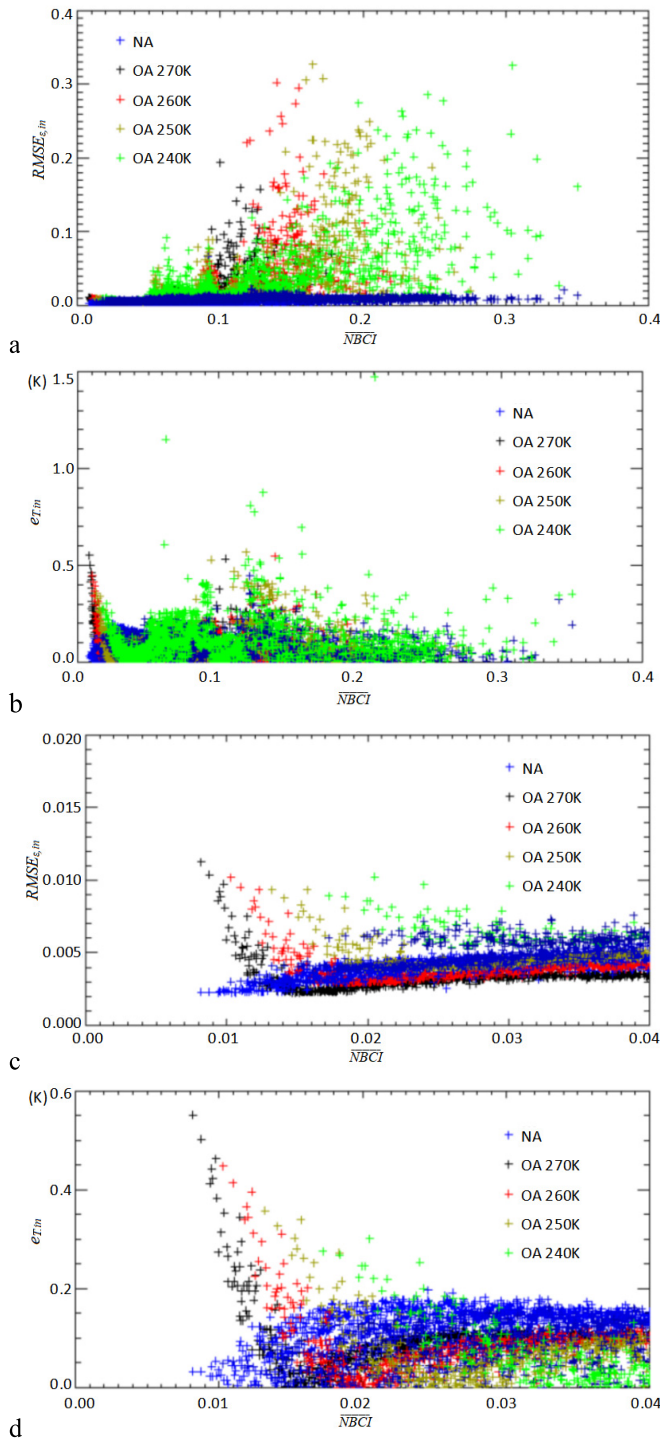 0.4
0.3
0.2
0.1
0.0
RMSEε,in
NA
OA 270K
OA 260K
OA 250K
OA 240K
0.0 0.1 0.2 0.3 0.4
NBCI
a
(K)
1.5
1.0
0.5
0.0
eT.in
NA
OA 270K
OA 260K
OA 250K
OA 240K
0.0 0.1 0.2 0.3 0.4
NBCI
b
0.020
0.015
0.010
0.005
0.000
RMSEε,in
NA
OA 270K
OA 260K
OA 250K
OA 240K
0.00 0.01 0.02 0.03 0.04
NBCI
c
(K)
0.6
0.4
0.2
0.0
eT.in
NA
OA 270K
OA 260K
OA 250K
OA 240K
0.00 0.01 0.02 0.03 0.04
NBCI
d